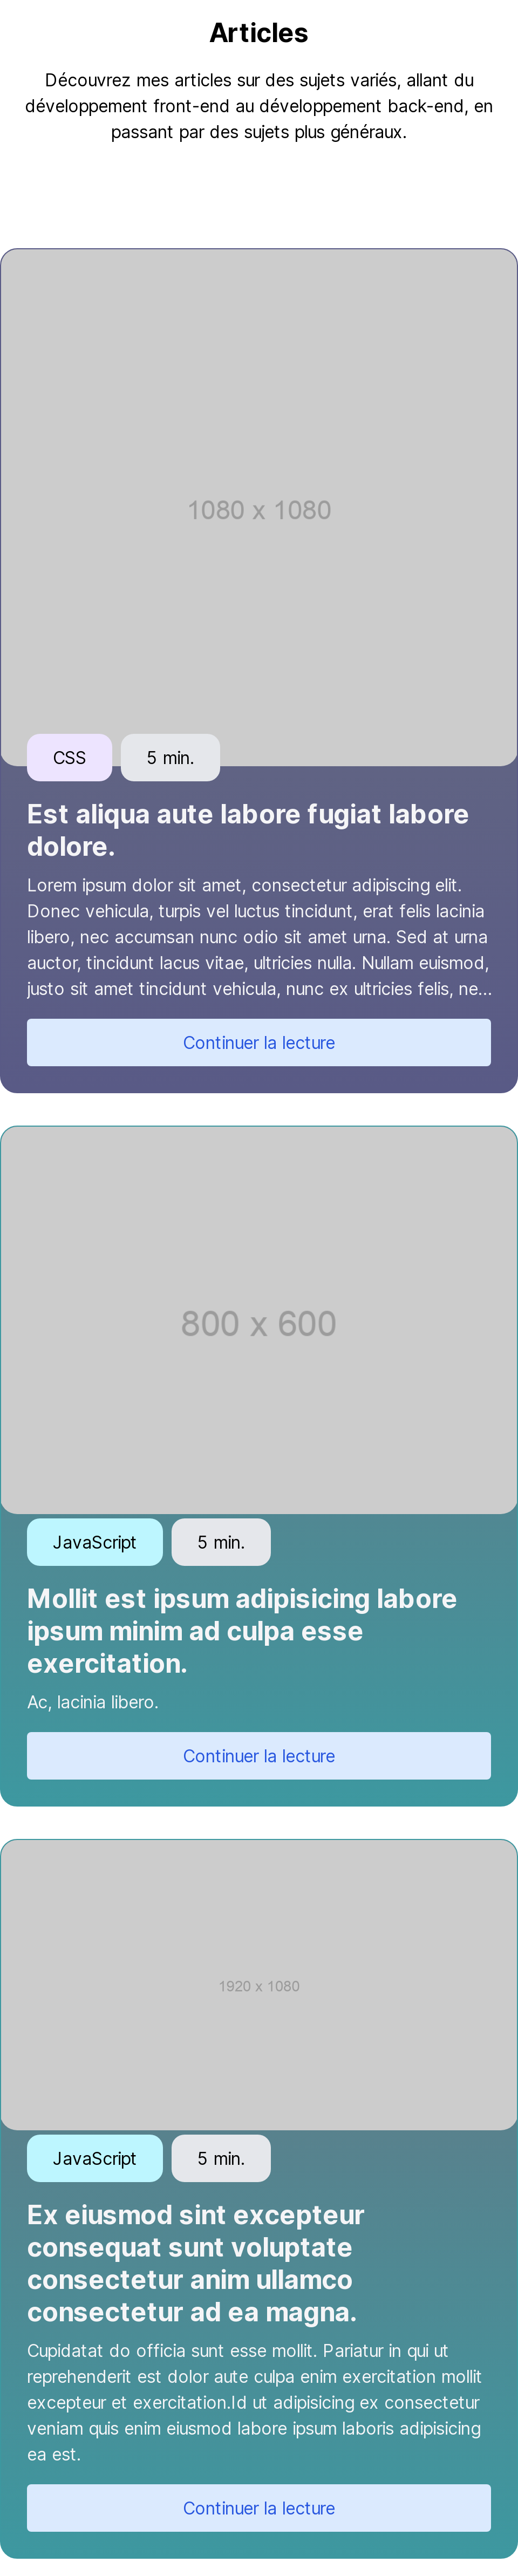 Articles
Découvrez mes articles sur des sujets variés, allant du
développement front-end au développement back-end, en
passant par des sujets plus généraux.
1080 x 1080
CSS
5 min.
Est aliqua aute labore fugiat labore
dolore.
Lorem ipsum dolor sit amet, consectetur adipiscing elit.
Donec vehicula, turpis vel luctus tincidunt, erat felis lacinia
libero, nec accumsan nunc odio sit amet urna. Sed at urna
auctor, tincidunt lacus vitae, ultricies nulla. Nullam euismod,
justo sit amet tincidunt vehicula, nunc ex ultricies felis, ne...
Continuer la lecture
800 x 600
JavaScript
5 min.
Mollit est ipsum adipisicing labore
ipsum minim ad culpa esse
exercitation.
Ac, lacinia libero.
Continuer la lecture
1920 x 1080
JavaScript
5 min.
Ex eiusmod sint excepteur
consequat sunt voluptate
consectetur anim ullamco
consectetur ad ea magna.
Cupidatat do officia sunt esse mollit. Pariatur in qui ut
reprehenderit est dolor aute culpa enim exercitation mollit
excepteur et exercitation.Id ut adipisicing ex consectetur
veniam quis enim eiusmod labore ipsum laboris adipisicing
ea est.
Continuer la lecture